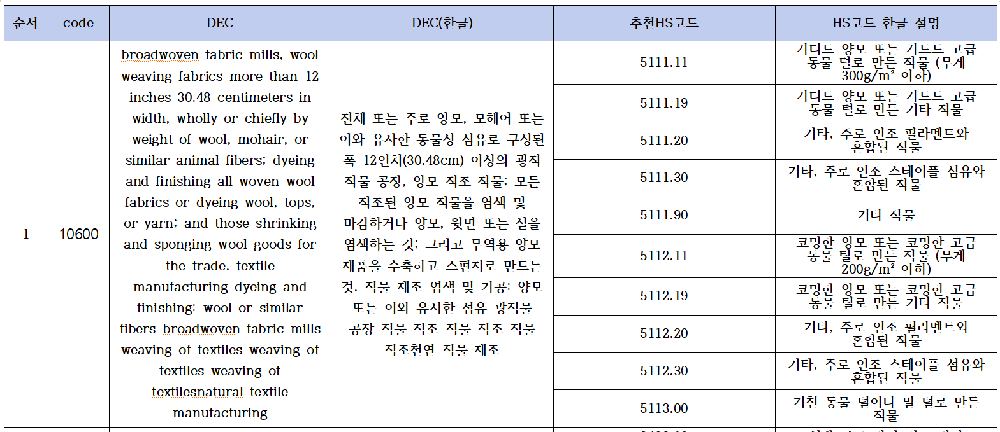 순서
code
DEC
DEC(한글)
추천HS코드
HS코드 한글 설명
1
10600
broadwoven fabric mills, wool
weaving fabrics more than 12
inches 30.48 centimeters in
width, wholly or chiefly by
weight of wool, mohair, or
similar animal fibers; dyeing
and finishing all woven wool
fabrics or dyeing wool, tops,
or yarn; and those shrinking
and sponging wool goods for
the trade. textile
manufacturing dyeing and
finishing: wool or similar
fibers broadwoven fabric mills
weaving of textiles weaving of
textiles weaving of
textilesnatural textile
manufacturing
전체 또는 주로 양모, 모헤어 또는
이와 유사한 동물성 섬유로 구성된
폭 12인치(30.48cm) 이상의 광직
직물 공장, 양모 직조 직물; 모든
직조된 양모 직물을 염색 및
마감하거나 양모, 윗면 또는 실을
염색하는 것; 그리고 무역용 양모
제품을 수축하고 스펀지로 만드는
것. 직물 제조 염색 및 가공: 양모
또는 이와 유사한 섬유 광직물
공장 직물 직조 직물 직조 직물
직조천연 직물 제조
5111.11
카디드 양모 또는 카드드 고급
동물 털로 만든 직물 (무게
300g/m² 이하)
5111.19
카디드 양모 또는 카드드 고급
동물 털로 만든 기타 직물
5111.20
기타, 주로 인조 필라멘트와
혼합된 직물
5111.30
기타, 주로 인조 스테이플 섬유와
혼합된 직물
5111.90
기타 직물
5112.11
코밍한 양모 또는 코밍한 고급
동물 털로 만든 직물 (무게
200g/m² 이하)
5112.19
코밍한 양모 또는 코밍한 고급
동물 털로 만든 기타 직물
5112.20
기타, 주로 인조 필라멘트와
혼합된 직물
5112.30
기타, 주로 인조 스테이플 섬유와
혼합된 직물
5113.00
거친 동물 털이나 말 털로 만든
직물